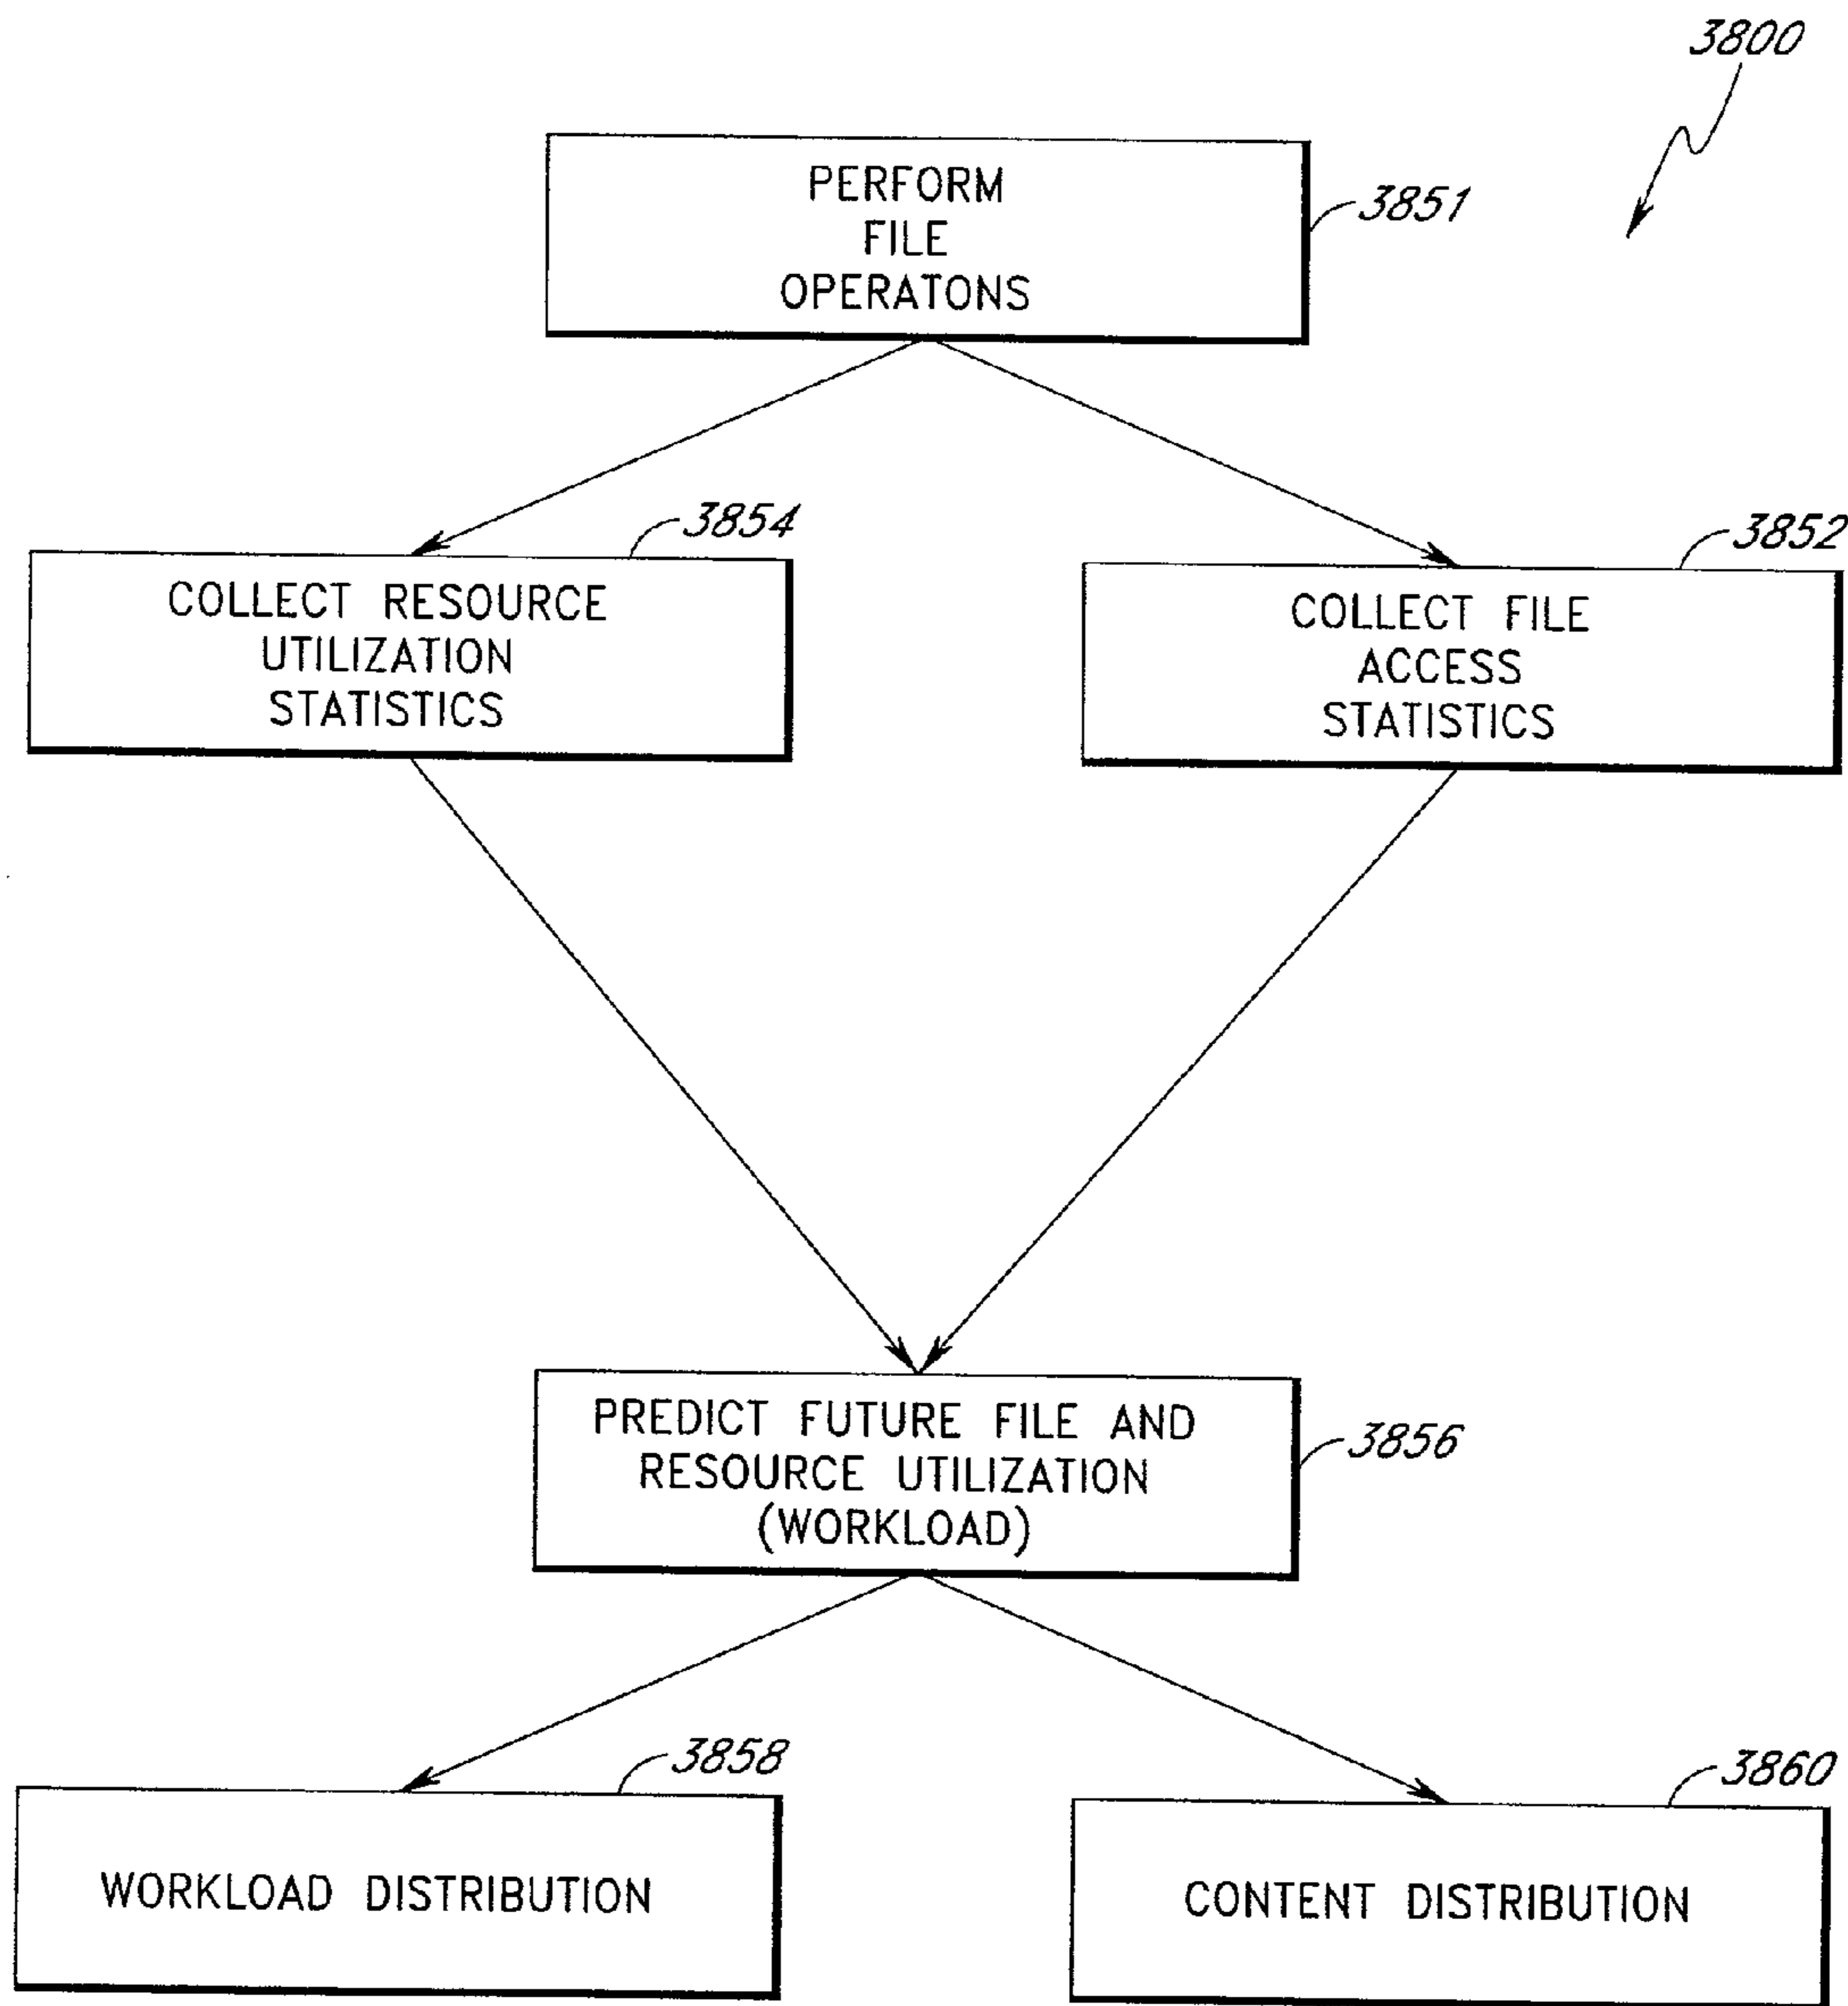 3800
PERFORM
FILE
OPERATONS
3851
3854
COLLECT RESOURCE
UTILIZATION
STATISTICS
3852
COLLECT FILE
ACCESS
STATISTICS
PREDICT FUTURE FILE AND
RESOURCE UTILIZATION
(WORKLOAD)
3856
3858
WORKLOAD DISTRIBUTION
3860
CONTENT DISTRIBUTION